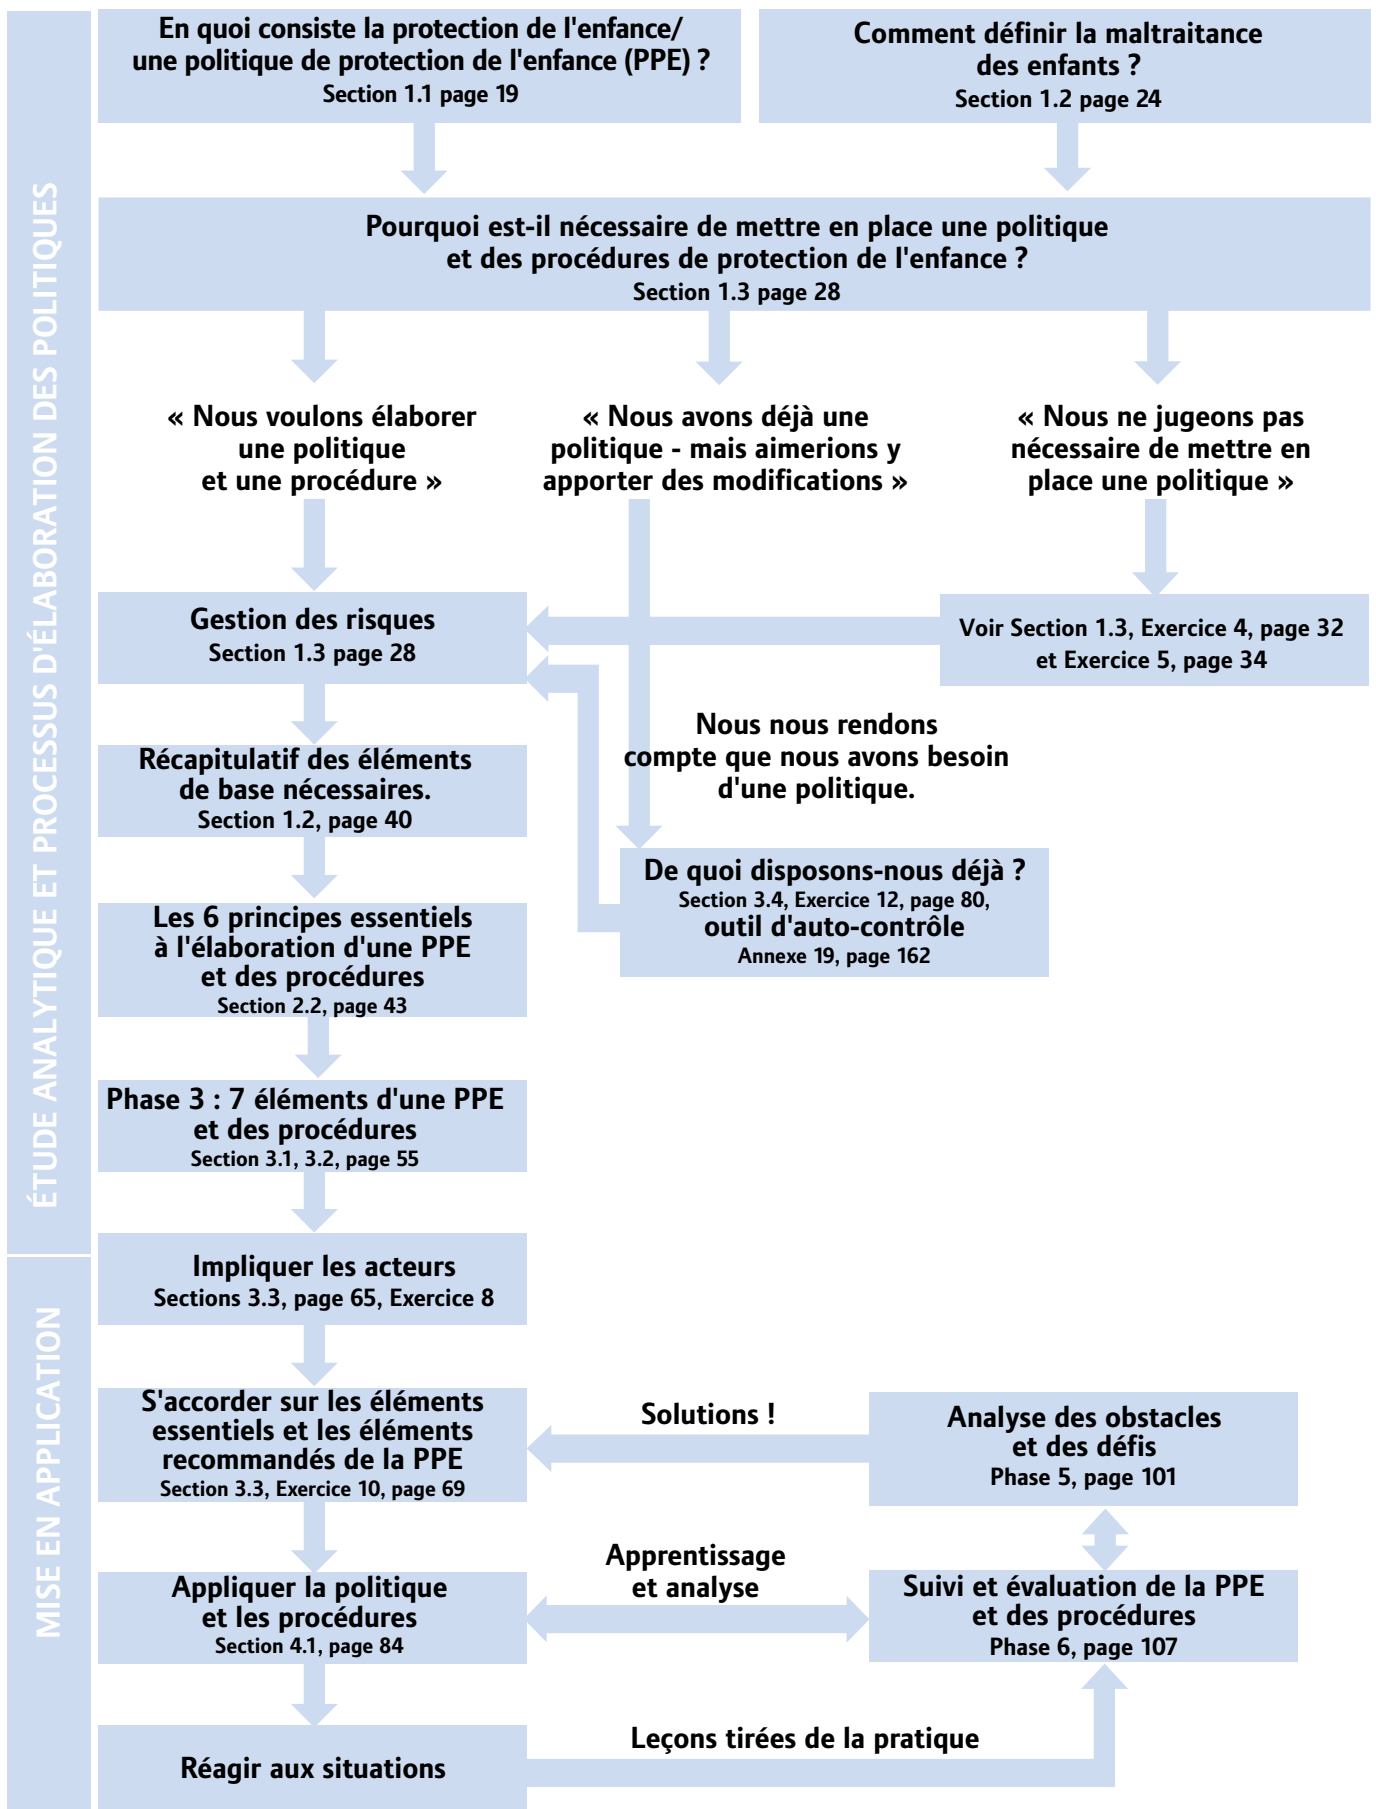 En quoi consiste la protection de l'enfance/
une politique de protection de l'enfance (PPE) ?
Section 1.1 page 19
Comment définir la maltraitance
des enfants ?
Section 1.2 page 24
ÉTUDE ANALYTIQUE ET PROCESSUS D'ÉLABORATION DES POLITIQUES
Pourquoi est-il nécessaire de mettre en place une politique
et des procédures de protection de l'enfance ?
Section 1.3 page 28
« Nous voulons élaborer
une politique
et une procédure »
« Nous avons déjà une
politique - mais aimerions y
apporter des modifications »
« Nous ne jugeons pas
nécessaire de mettre en
place une politique »
Gestion des risques
Section 1.3 page 28
Voir Section 1.3, Exercice 4, page 32
et Exercice 5, page 34
Nous nous rendons
compte que nous avons besoin
d'une politique.
Récapitulatif des éléments
de base nécessaires.
Section 1.2, page 40
De quoi disposons-nous déjà ?
Section 3.4, Exercice 12, page 80,
outil d'auto-contrôle
Annexe 19, page 162
Les 6 principes essentiels
à l'élaboration d'une PPE
et des procédures
Section 2.2, page 43
Phase 3 : 7 éléments d'une PPE
et des procédures
Section 3.1, 3.2, page 55
MISE EN APPLICATION
Impliquer les acteurs
Sections 3.3, page 65, Exercice 8
S'accorder sur les éléments
essentiels et les éléments
recommandés de la PPE
Section 3.3, Exercice 10, page 69
Solutions !
Analyse des obstacles
et des défis
Phase 5, page 101
Appliquer la politique
et les procédures
Section 4.1, page 84
Apprentissage
et analyse
Suivi et évaluation de la PPE
et des procédures
Phase 6, page 107
Réagir aux situations
Leçons tirées de la pratique